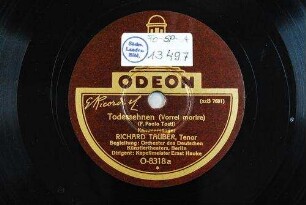 13497
ODEON
(xxB 7691)
Todessehnen (Vorrei morire)
(F. Paolo Tosti)
Kammersänger
RICHARD TAUBER, Tenor
Begleitung: Orchester des Deutschen
Künstlertheaters, Berlin
Dirigent: Kapellmeister Ernst Hauke
O-8318a